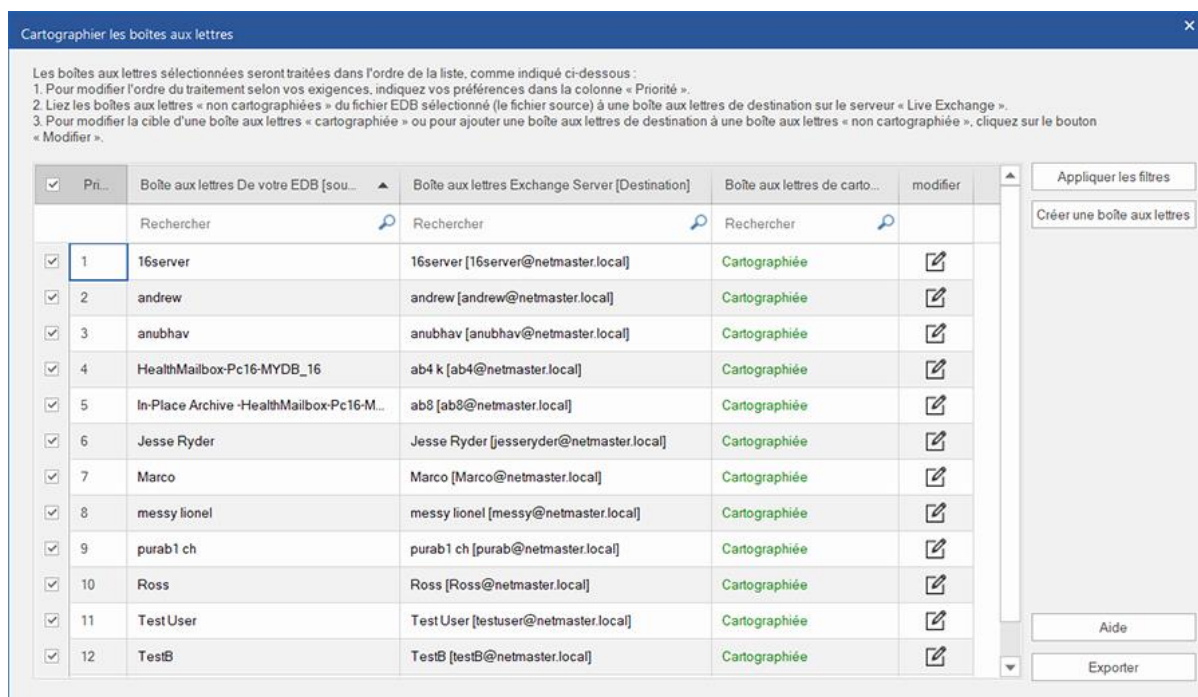 Cartographier les boîtes aux lettres
Les boîtes aux lettres sélectionnées seront traitées dans l'ordre de la liste, comme indiqué ci-dessous :
1. Pour modifier l'ordre du traitement selon vos exigences, indiquez vos préférences dans la colonne « Priorité ».
2. Liez les boîtes aux lettres « non cartographiées » du fichier EDB sélectionné (le fichier source) à une boîte aux lettres de destination sur le serveur « Live Exchange ».
3. Pour modifier la cible d'une boîte aux lettres « cartographiée » ou pour ajouter une boîte aux lettres de destination à une boîte aux lettres « non cartographiée », cliquez sur le bouton
« Modifier ».
Pri... Boîte aux lettres De votre EDB [sou... Boîte aux lettres Exchange Server [Destination] Boîte aux lettres de carto... modifier
Rechercher Rechercher Rechercher
1 16server 16server [16server@netmaster.local] Cartographiée
2 andrew andrew [andrew@netmaster.local] Cartographiée
3 anubhav anubhav [anubhav@netmaster.local] Cartographiée
4 HealthMailbox-Pc16-MYDB_16 ab4 k [ab4@netmaster.local] Cartographiée
5 In-Place Archive -HealthMailbox-Pc16-M... ab8 [ab8@netmaster.local] Cartographiée
6 Jesse Ryder Jesse Ryder [jesseryder@netmaster.local] Cartographiée
7 Marco Marco [Marco@netmaster.local] Cartographiée
8 messy lionel messy lionel [messy@netmaster.local] Cartographiée
9 purab1 ch purab1 ch [purab@netmaster.local] Cartographiée
10 Ross Ross [Ross@netmaster.local] Cartographiée
11 Test User Test User [testuser@netmaster.local] Cartographiée
12 TestB TestB [testB@netmaster.local] Cartographiée
Appliquer les filtres
Créer une boîte aux lettres
Aide
Exporter